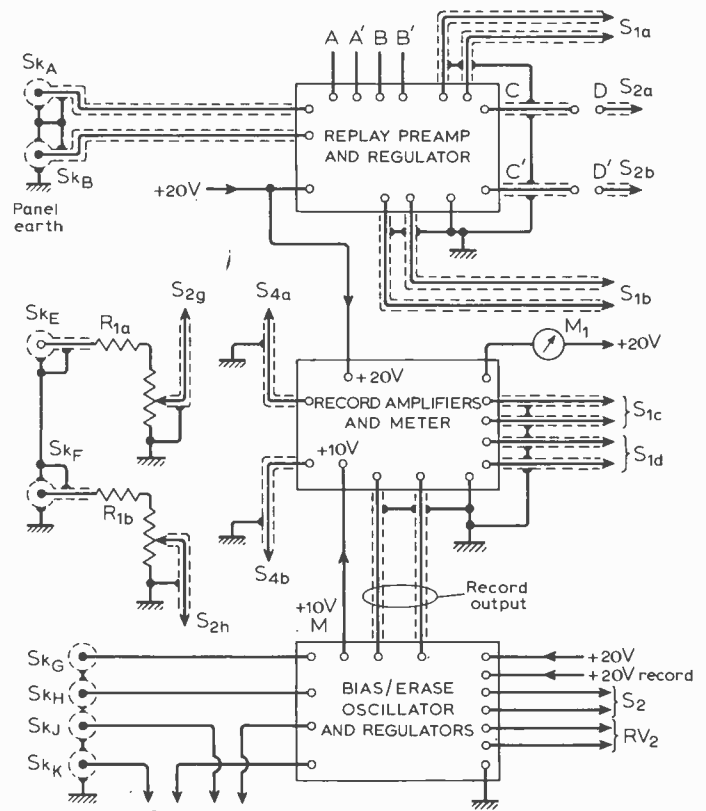 A A′ B B′
S1a
SkA
C D S2a
REPLAY PREAMP
AND REGULATOR
SkB
C′ D′ S2b
+20V
Panel
earth
S1b
S2g S4a
SkE
R1a
M1
+20V
+20V
RECORD AMPLIFIERS
AND METER
S1c
+10V
S1d
SkF
R1b
S4b
Record
output
S2h
+10V
M
SkG
+20V
+20V record
SkH
BIAS/ERASE
OSCILLATOR
AND REGULATORS
S2
SkJ
RV2
SkK